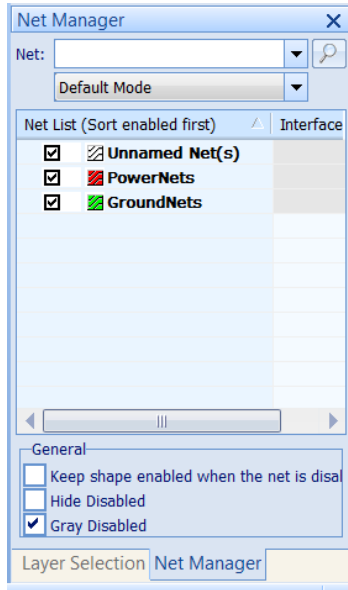 Net Manager
Net:
Default Mode
Net List (Sort enabled first) Interface
Unnamed Net(s)
PowerNets
GroundNets
General
Keep shape enabled when the net is disal
Hide Disabled
Gray Disabled
Layer Selection Net Manager